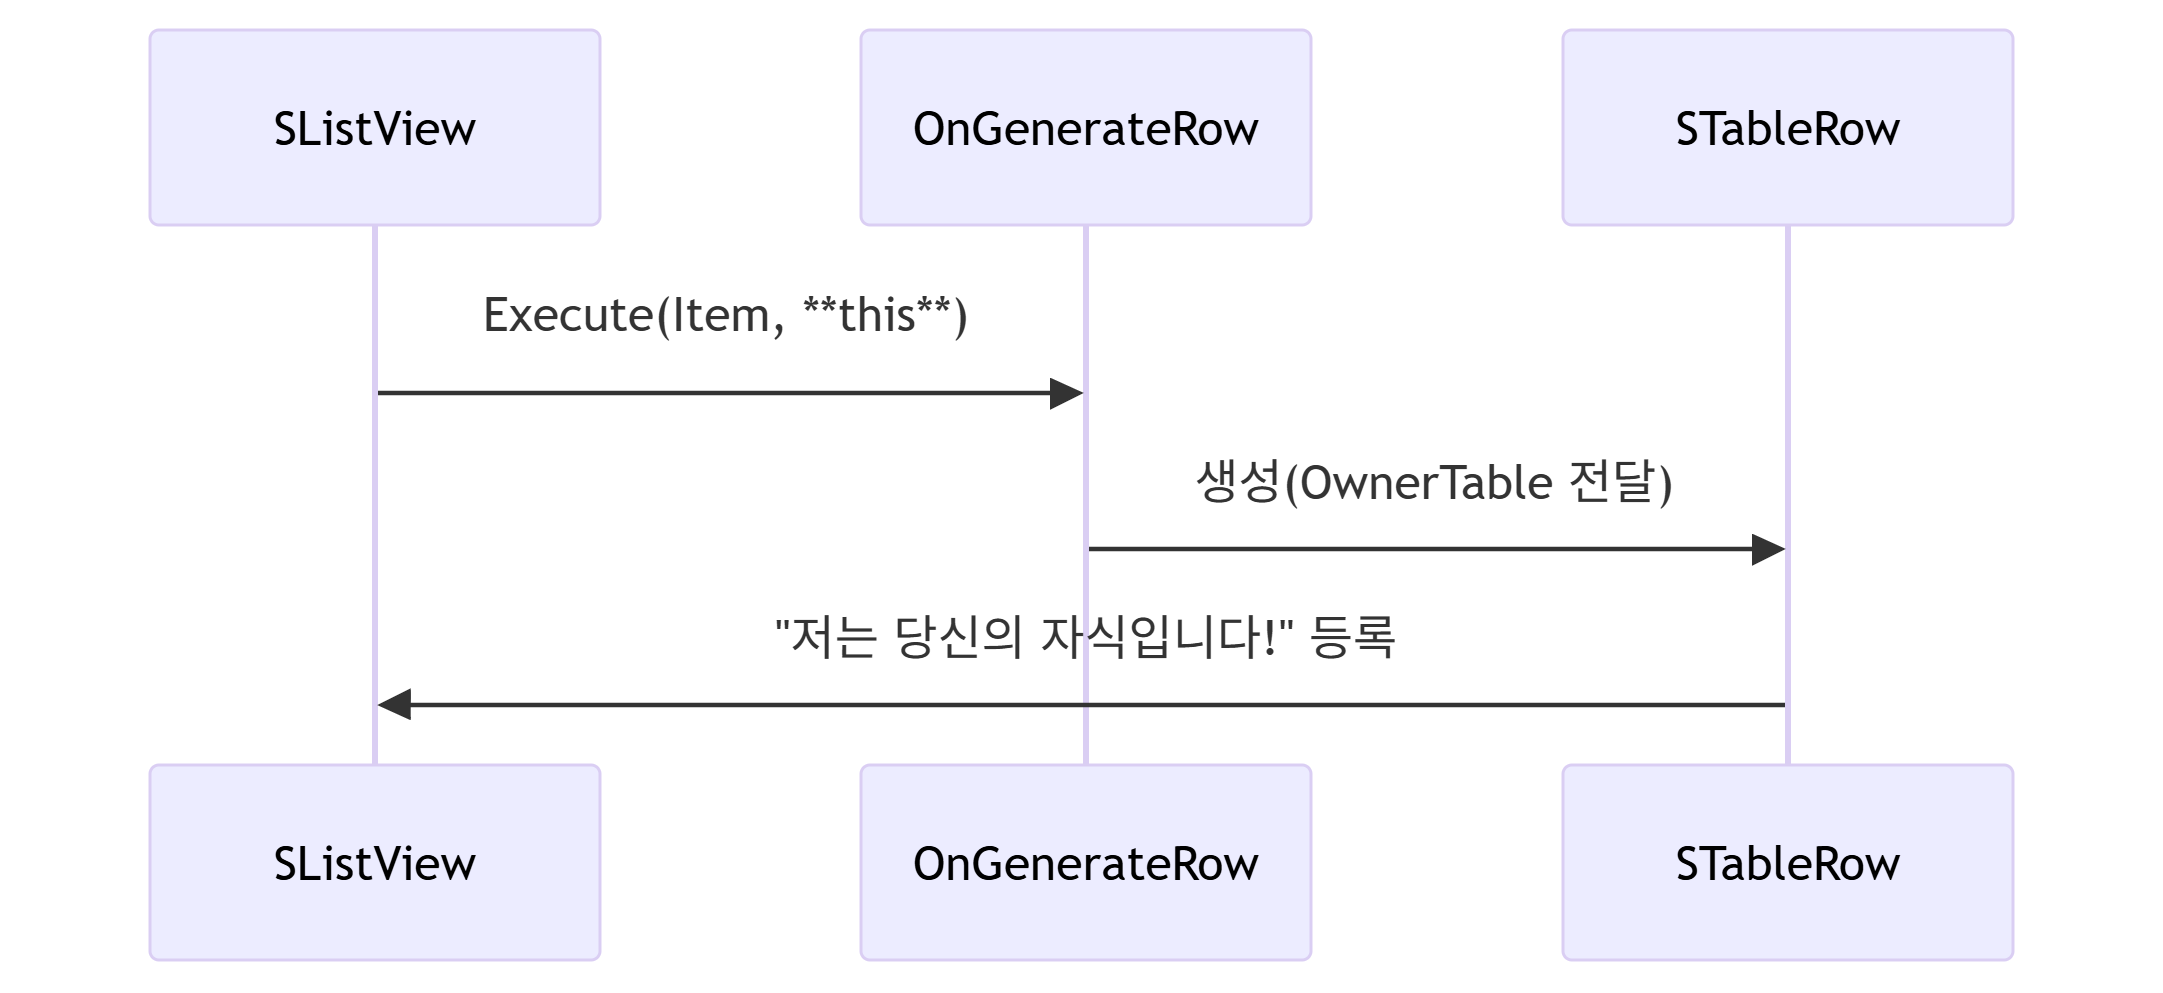 SListView
OnGenerateRow
STableRow
Execute(Item, **this**)
생성(OwnerTable 전달)
"저는 당신의 자식입니다!" 등록
SListView
OnGenerateRow
STableRow